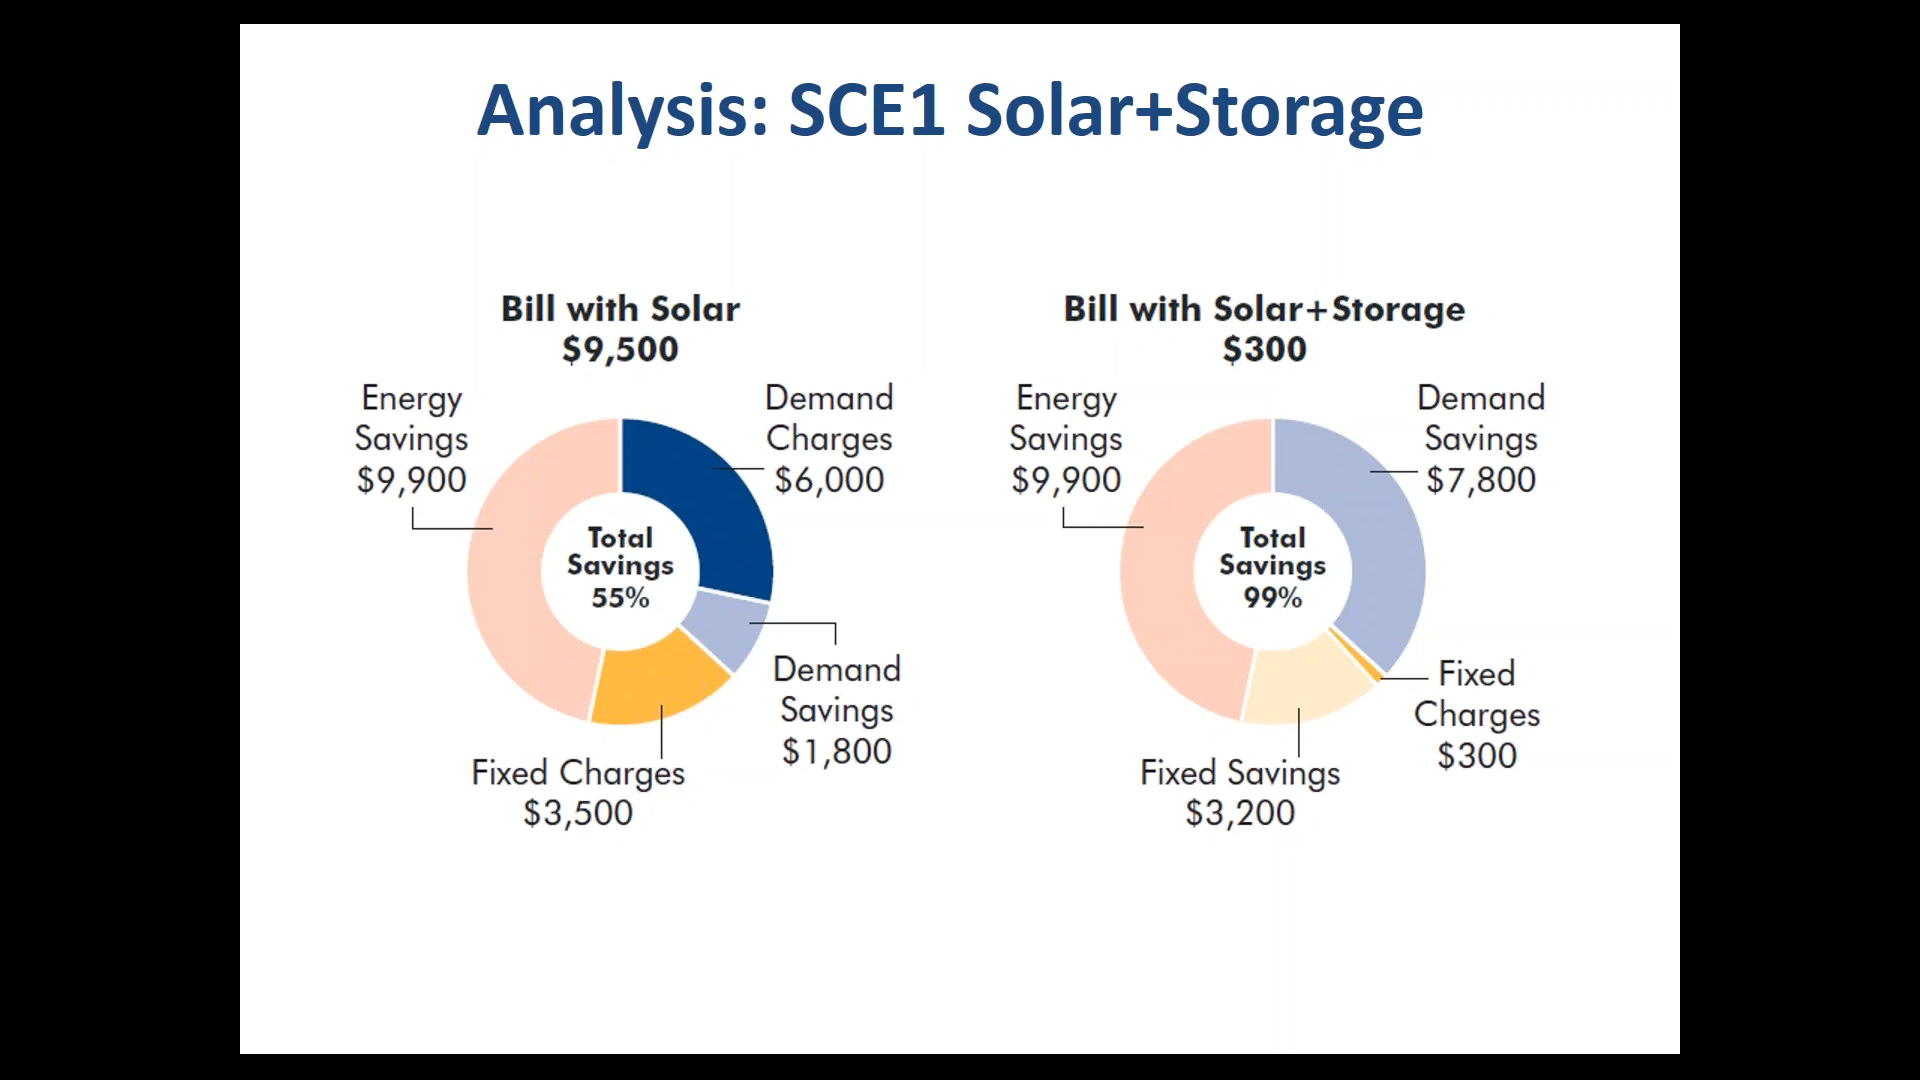 Analysis: SCE1 Solar+Storage
Bill with Solar
$9,500
Energy
Savings
$9,900
Demand
Charges
$6,000
Total
Savings
55%
Demand
Savings
$1,800
Fixed Charges
$3,500
Bill with Solar+Storage
$300
Energy
Savings
$9,900
Demand
Savings
$7,800
Total
Savings
99%
Fixed
Charges
$300
Fixed Savings
$3,200